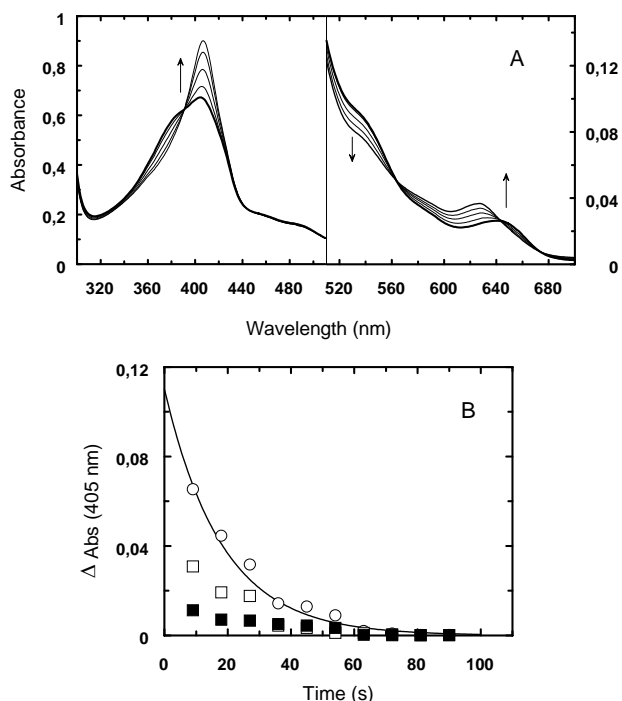 A
1
0,8
0,6
0,4
0,2
0
0,12
0,08
0,04
0
Absorbance
320 360 400 440 480 520 560 600 640 680
Wavelength (nm)
B
0,12
0,08
0,04
0
Δ Abs (405 nm)
0 20 40 60 80 100
Time (s)